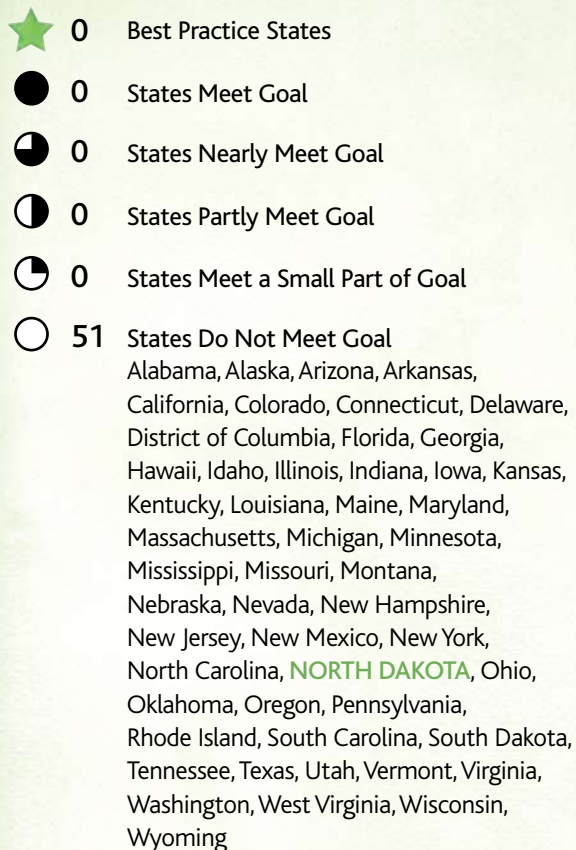 0 Best Practice States
0 States Meet Goal
0 States Nearly Meet Goal
0 States Partly Meet Goal
0 States Meet a Small Part of Goal
51 States Do Not Meet Goal
Alabama, Alaska, Arizona, Arkansas,
California, Colorado, Connecticut, Delaware,
District of Columbia, Florida, Georgia,
Hawaii, Idaho, Illinois, Indiana, Iowa, Kansas,
Kentucky, Louisiana, Maine, Maryland,
Massachusetts, Michigan, Minnesota,
Mississippi, Missouri, Montana,
Nebraska, Nevada, New Hampshire,
New Jersey, New Mexico, New York,
North Carolina, NORTH DAKOTA, Ohio,
Oklahoma, Oregon, Pennsylvania,
Rhode Island, South Carolina, South Dakota,
Tennessee, Texas, Utah, Vermont, Virginia,
Washington, West Virginia, Wisconsin,
Wyoming